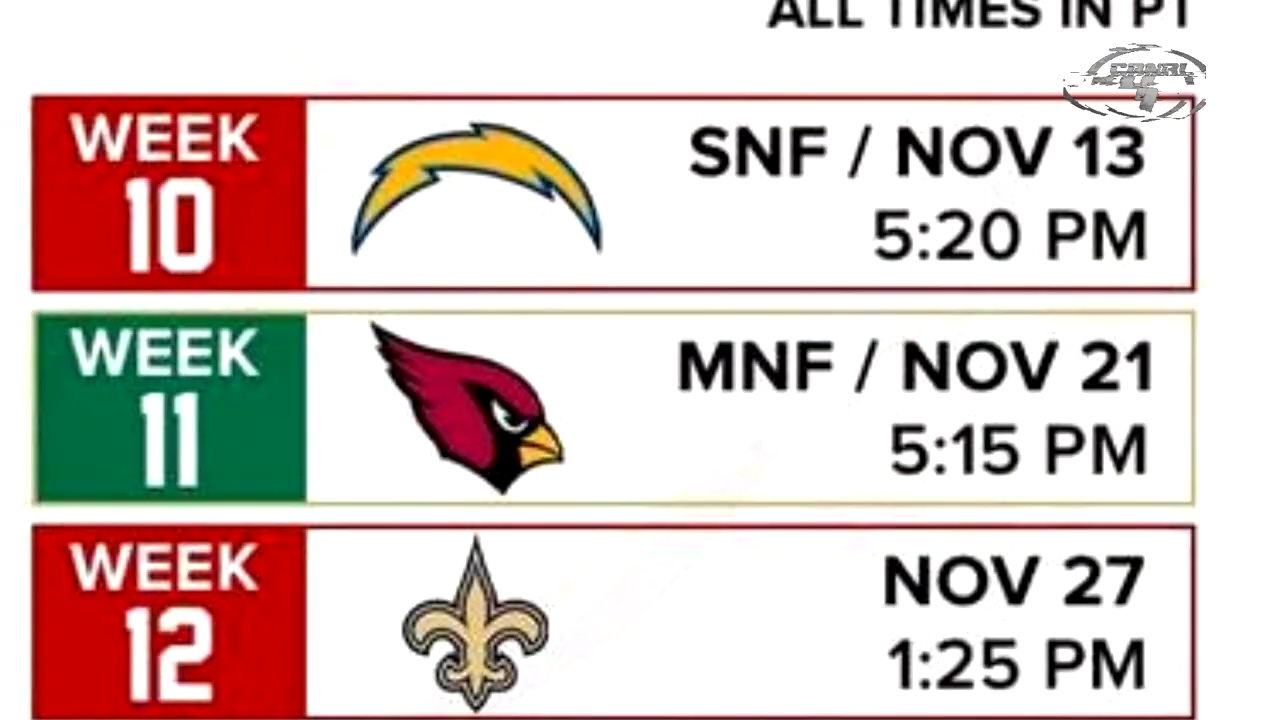 ALL TIMES IN PT
WEEK
10
SNF / NOV 13
5:20 PM
WEEK
11
MNF / NOV 21
5:15 PM
WEEK
12
NOV 27
1:25 PM